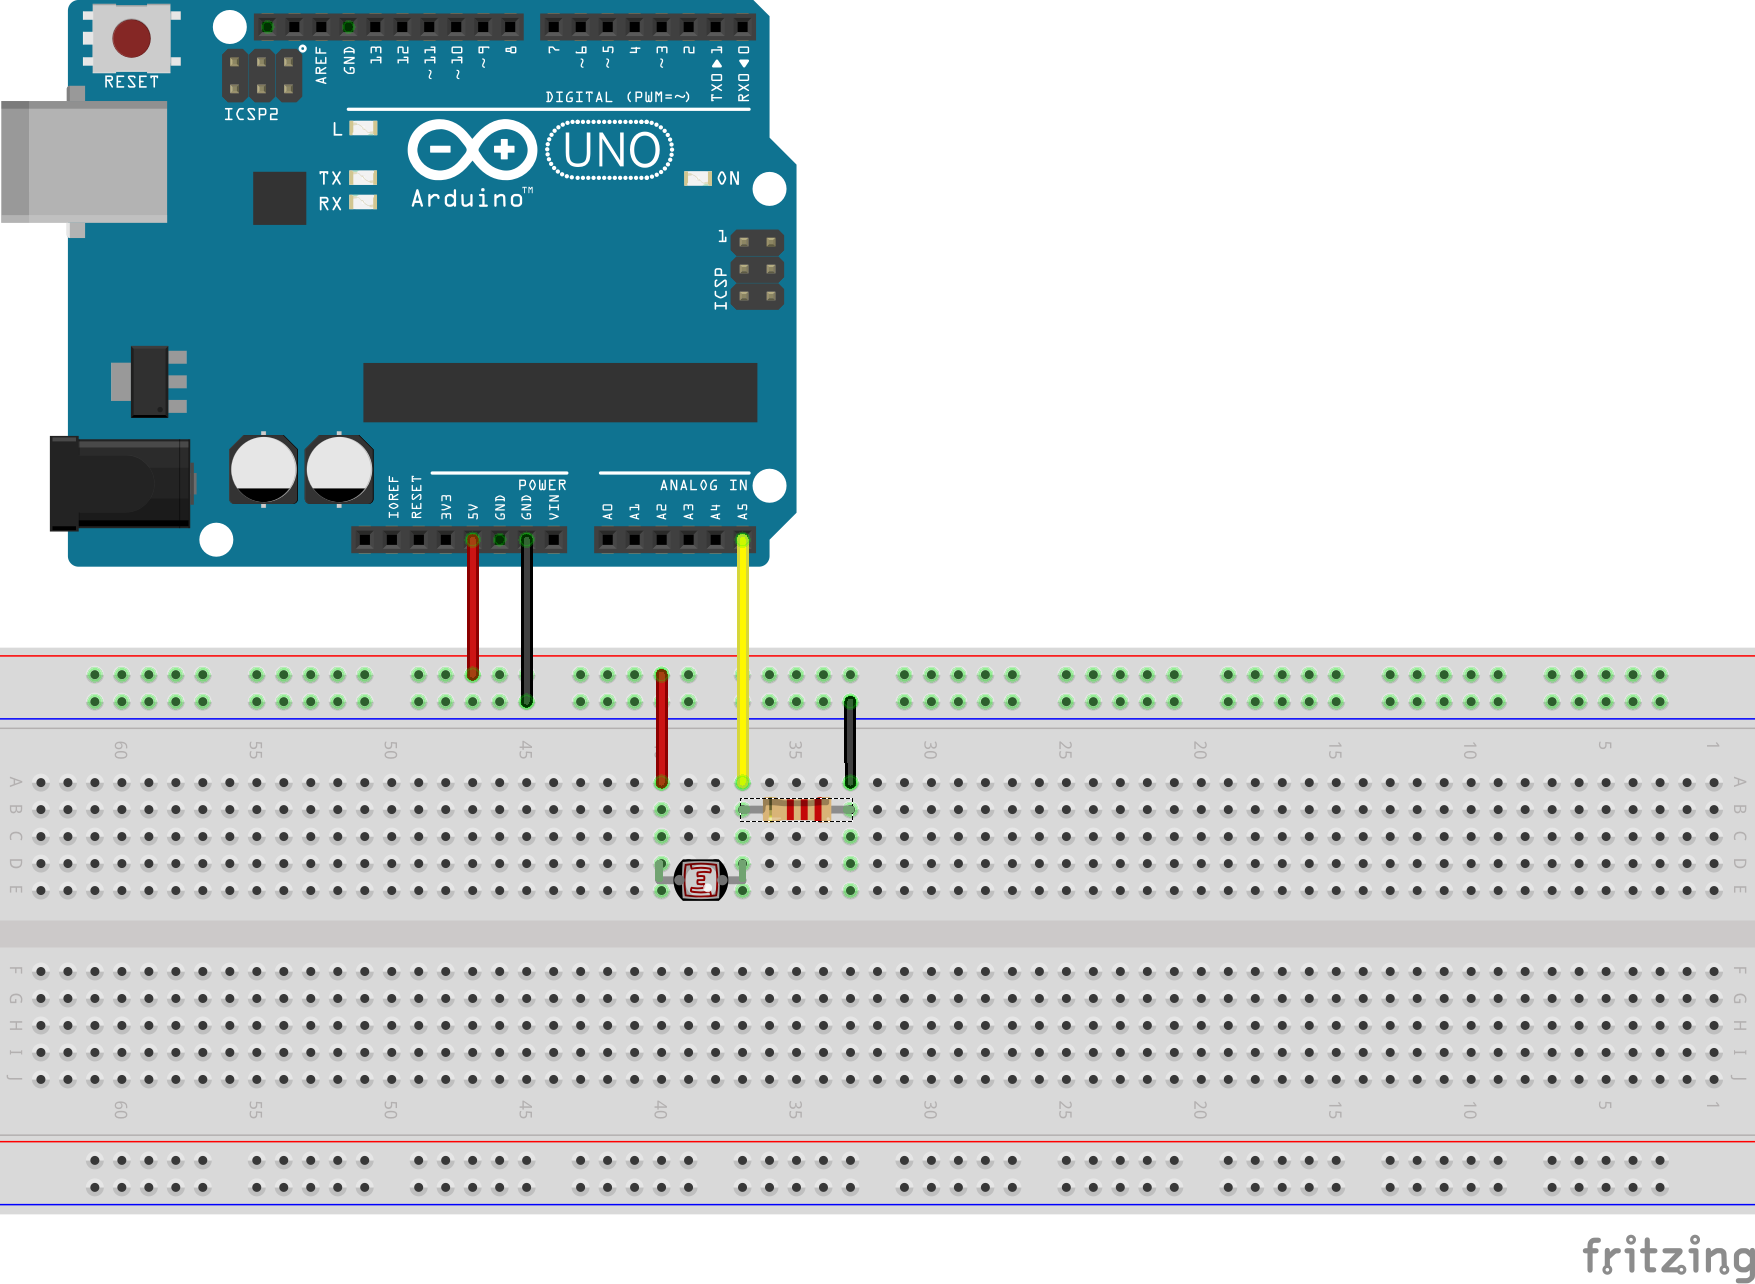 RESET
ICSP2
AREF
GND
13
12
~11
~10
~9
8
7
~6
~5
4
~3
2
TX0▶1
RX0◀0
DIGITAL (PWM=~)
L
TX
RX
UNO
Arduino™
ON
1
ICSP
POWER
ANALOG IN
IOREF
RESET
3V3
5V
GND
GND
VIN
A0
A1
A2
A3
A4
A5
60 55 50 45 35 30 25 20 15 10 5 1
A A
B B
C C
D D
E E
F F
G G
H H
I I
J J
60 55 50 45 40 35 30 25 20 15 10 5 1
fritzing